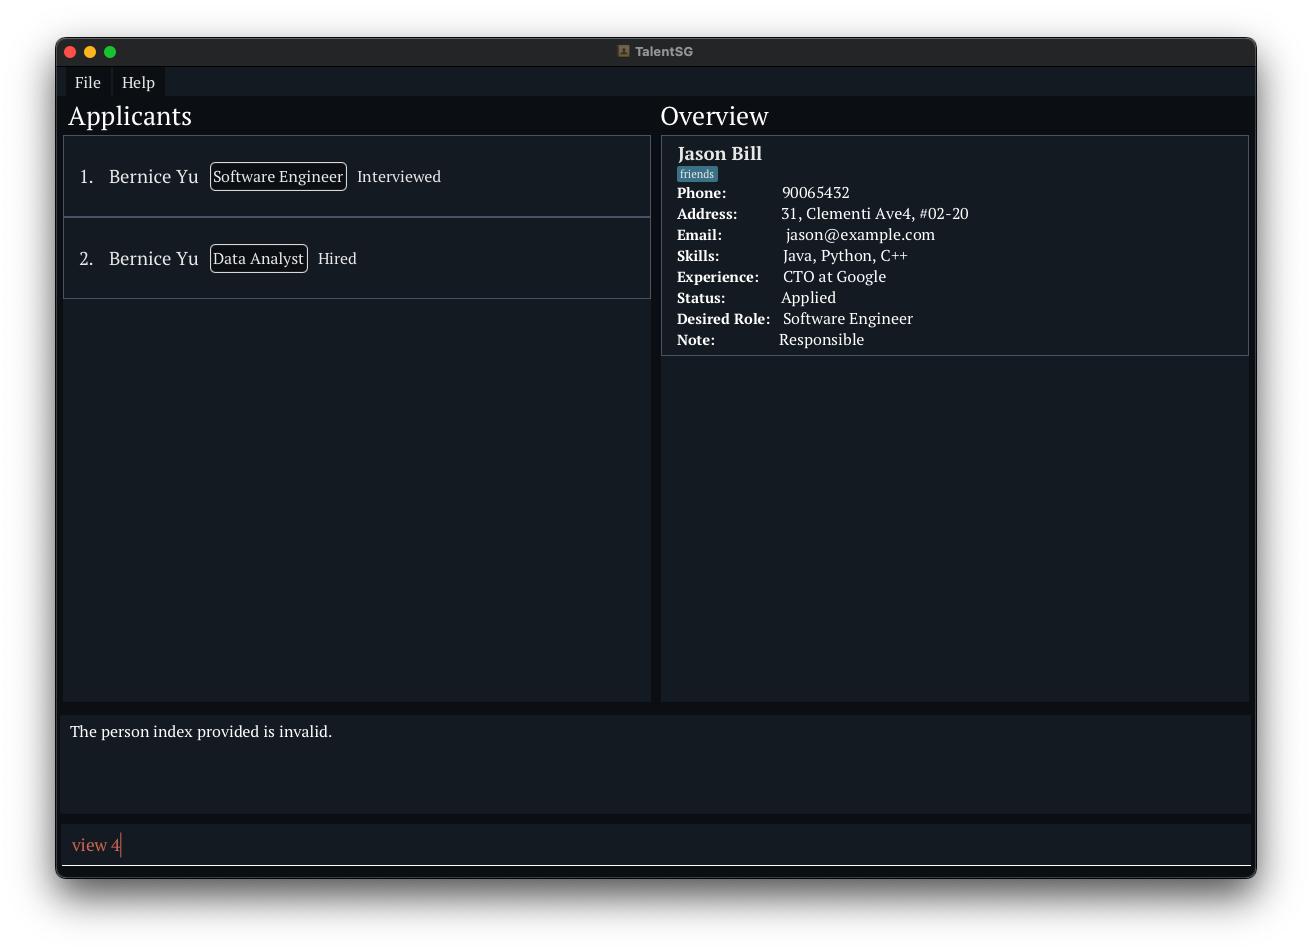 TalentSG
File Help
Applicants
1. Bernice Yu Software Engineer Interviewed
2. Bernice Yu Data Analyst Hired
Overview
Jason Bill
friends
Phone: 90065432
Address: 31, Clementi Ave4, #02-20
Email: jason@example.com
Skills: Java, Python, C++
Experience: CTO at Google
Status: Applied
Desired Role: Software Engineer
Note: Responsible
The person index provided is invalid.
view 4